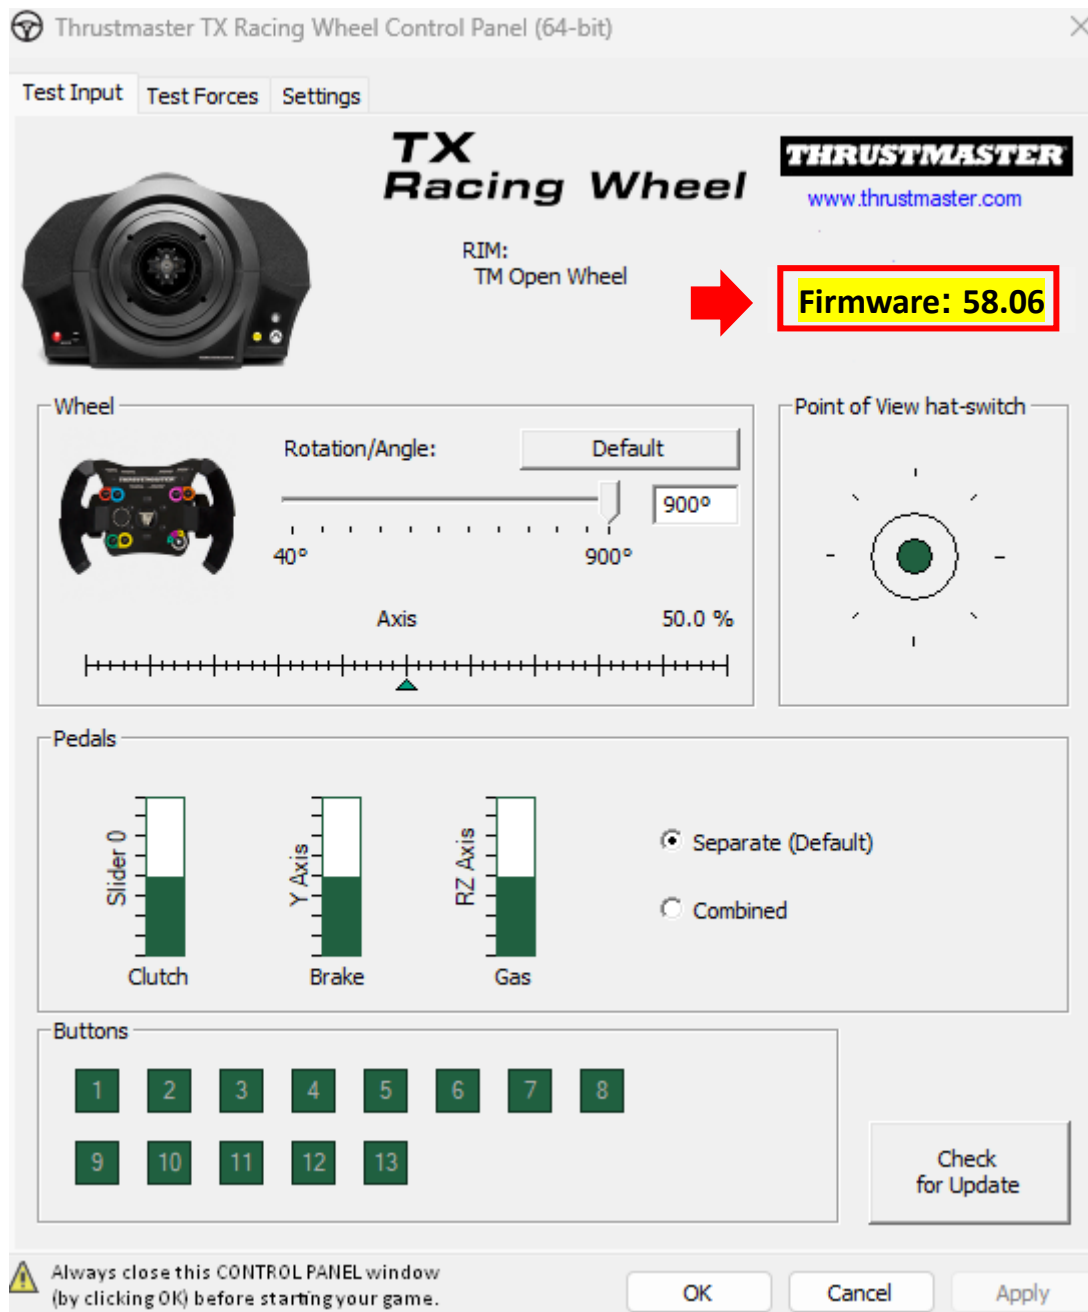 Thrustmaster TX Racing Wheel Control Panel (64-bit)
Test Input Test Forces Settings
TX
Racing Wheel
THRUSTMASTER
www.thrustmaster.com
RIM:
TM Open Wheel
Firmware: 58.06
Wheel
Rotation/Angle:
Default
900°
40°
900°
Axis
50.0 %
Point of View hat-switch
Pedals
Slider 0
Clutch
Y Axis
Brake
RZ Axis
Gas
Separate (Default)
Combined
Buttons
1 2 3 4 5 6 7 8
9 10 11 12 13
Check
for Update
Always close this CONTROL PANEL window
(by clicking OK) before starting your game.
OK Cancel Apply